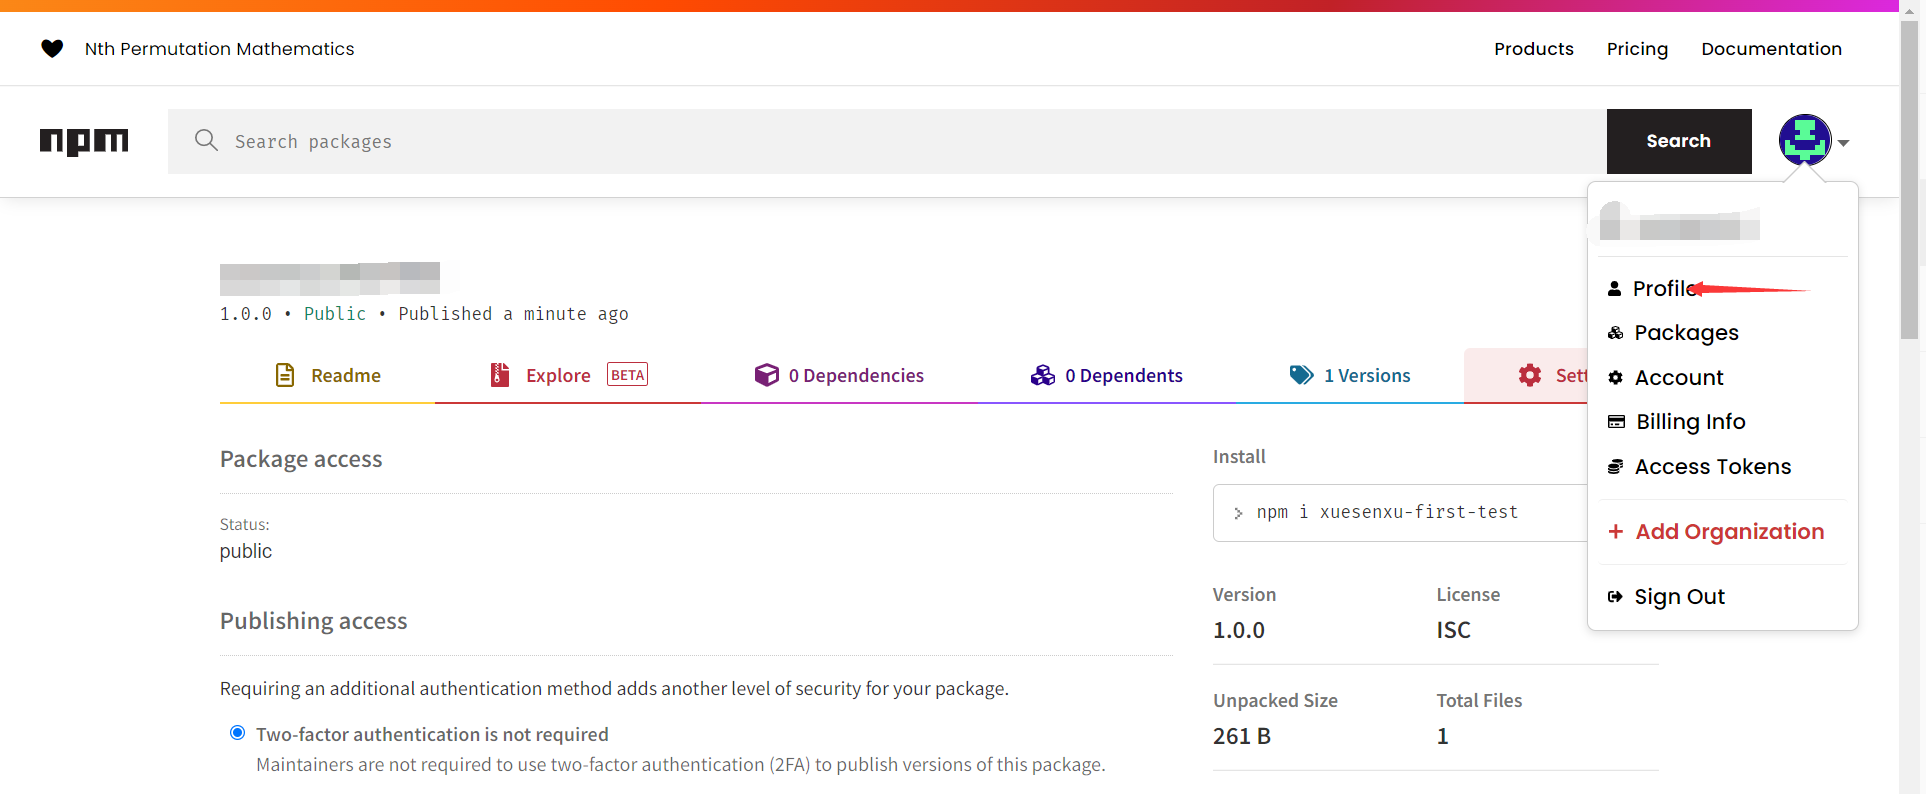 Nth Permutation Mathematics
Products Pricing Documentation
npm
Search packages
Search
1.0.0 • Public • Published a minute ago
Readme
Explore BETA
0 Dependencies
0 Dependents
1 Versions
Sett
Profile
Packages
Account
Billing Info
Access Tokens
+ Add Organization
Sign Out
Package access
Status:
public
Publishing access
Requiring an additional authentication method adds another level of security for your package.
Two-factor authentication is not required
Maintainers are not required to use two-factor authentication (2FA) to publish versions of this package.
Install
> npm i xuesenxu-first-test
Version License
1.0.0 ISC
Unpacked Size Total Files
261 B 1